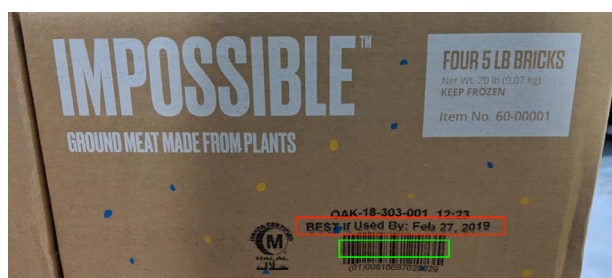 IMPOSSIBLE™
GROUND MEAT MADE FROM PLANTS
FOUR 5 LB BRICKS
Net Wt. 20 lb (9.07 kg)
KEEP FROZEN
Item No. 60-00001
OAK-18-303-001 12:23
BEST If Used By: Feb 27, 2019
M
HALAL